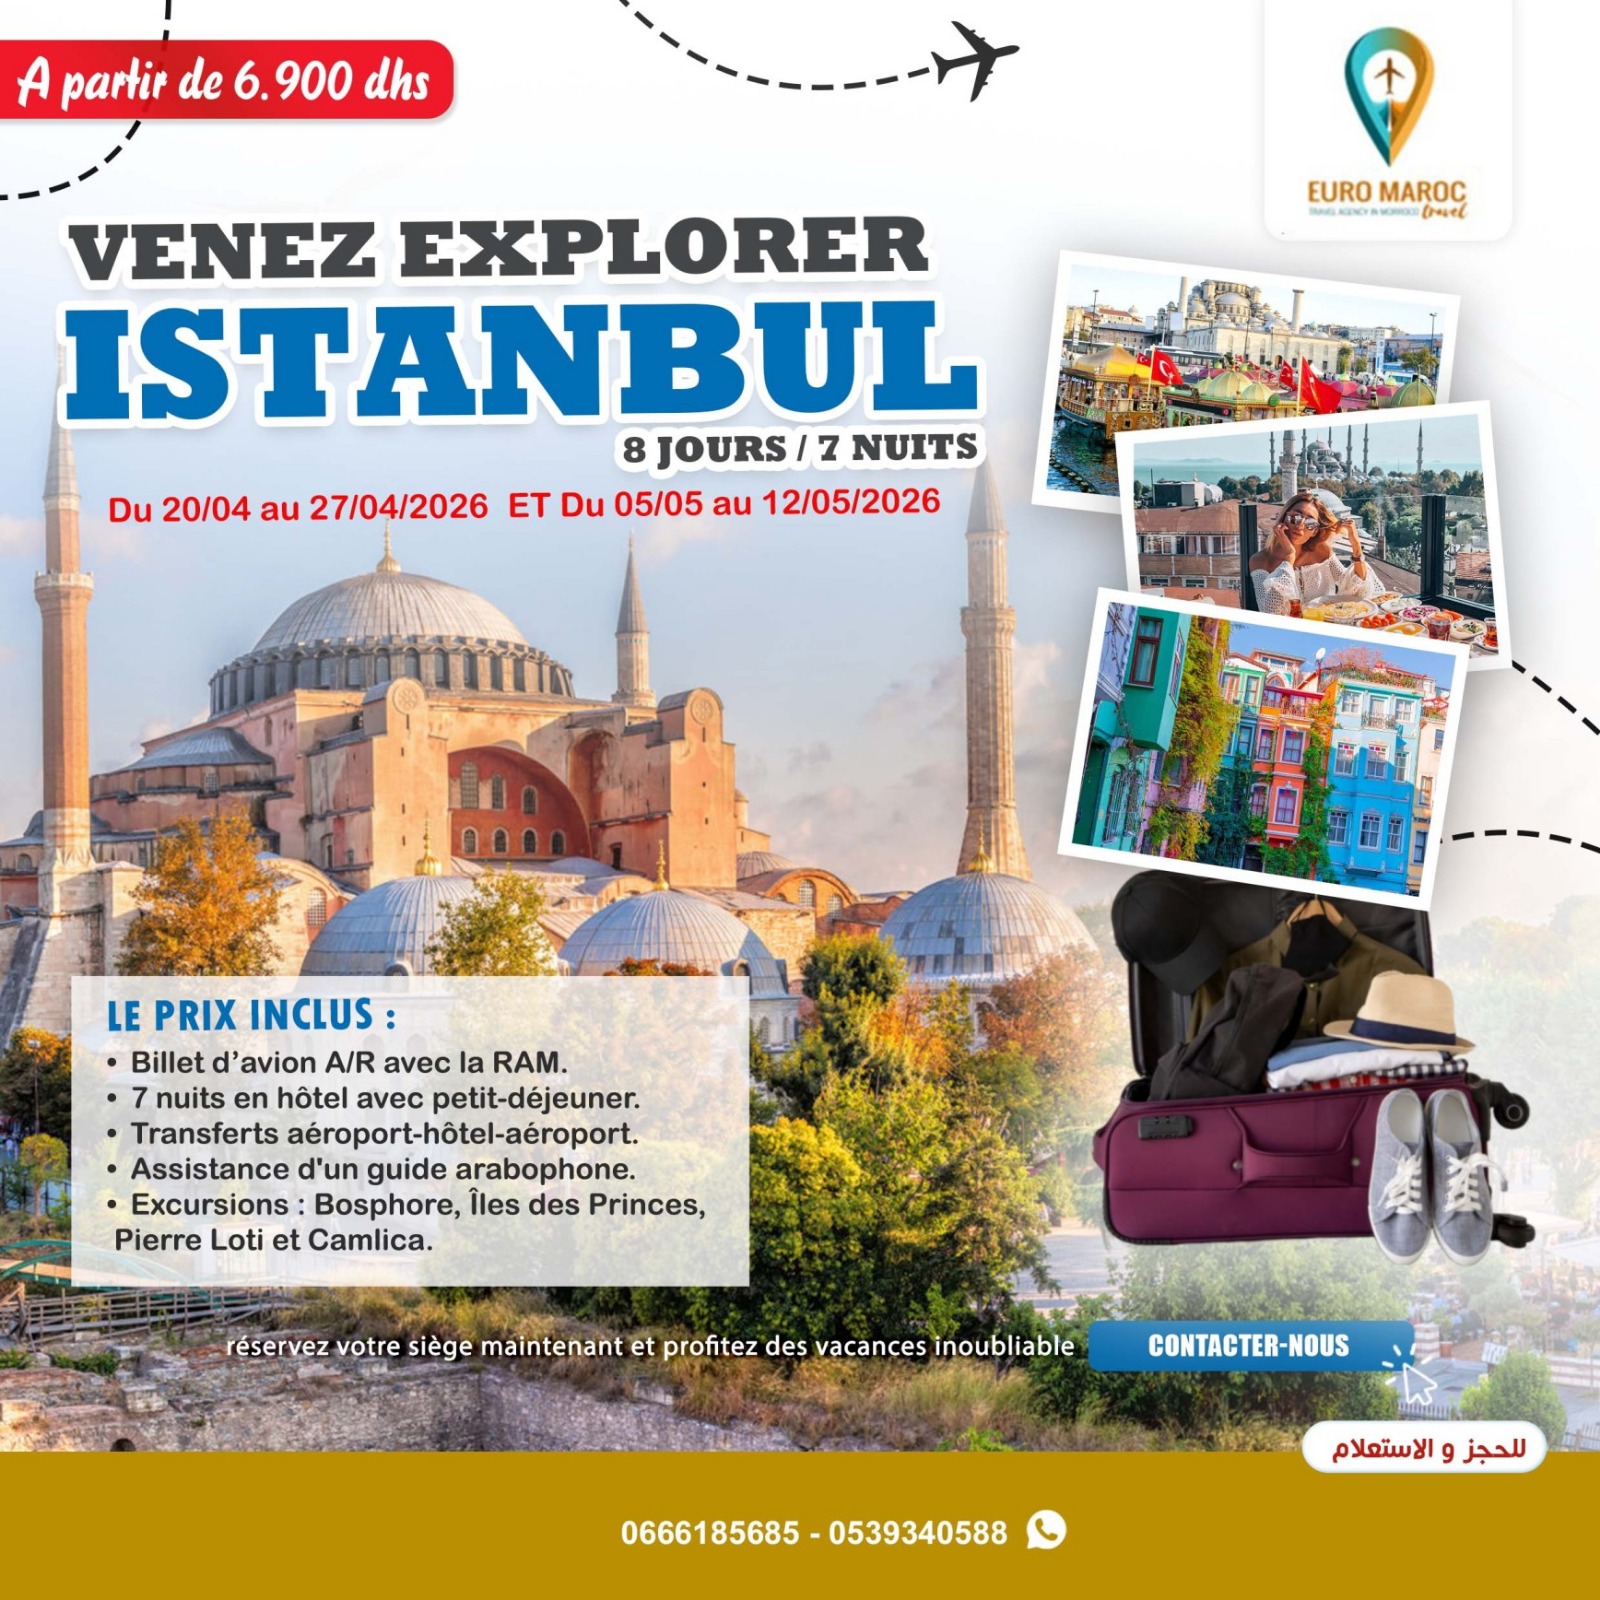 A partir de 6.900 dhs
EURO MAROC
TRAVEL AGENCY IN MORROCO travel
VENEZ EXPLORER
ISTANBUL
8 JOURS / 7 NUITS
Du 20/04 au 27/04/2026 ET Du 05/05 au 12/05/2026
LE PRIX INCLUS :
• Billet d’avion A/R avec la RAM.
• 7 nuits en hôtel avec petit-déjeuner.
• Transferts aéroport-hôtel-aéroport.
• Assistance d'un guide arabophone.
• Excursions : Bosphore, Îles des Princes,
Pierre Loti et Camlica.
réservez votre siège maintenant et profitez des vacances inoubliable
CONTACTER-NOUS
للحجز و الاستعلام
0666185685 - 0539340588